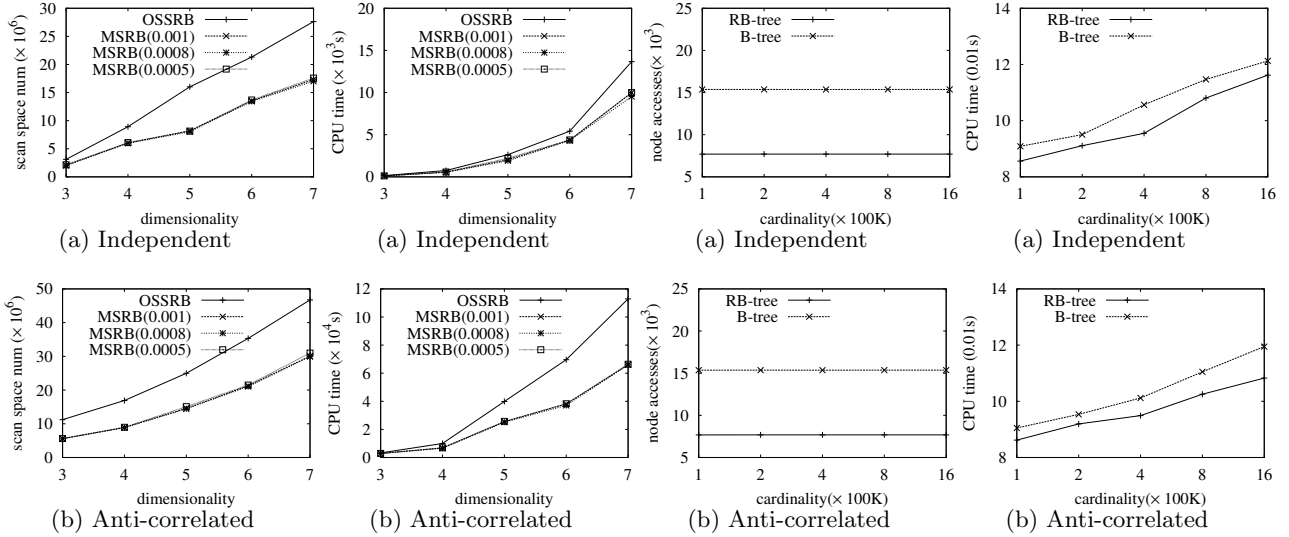 scan space num (× 10^6)
30
25
20
15
10
5
0
OSSRB
MSRB(0.001)
MSRB(0.0008)
MSRB(0.0005)
3 4 5 6 7
dimensionality
(a) Independent
CPU time (× 10^3 s)
20
15
10
5
0
OSSRB
MSRB(0.001)
MSRB(0.0008)
MSRB(0.0005)
3 4 5 6 7
dimensionality
(a) Independent
node accesses(× 10^3)
25
20
15
10
5
RB-tree
B-tree
1 2 4 8 16
cardinality(× 100K)
(a) Independent
CPU time (0.01s)
14
12
10
8
RB-tree
B-tree
1 2 4 8 16
cardinality(× 100K)
(a) Independent
scan space num (× 10^6)
50
40
30
20
10
0
OSSRB
MSRB(0.001)
MSRB(0.0008)
MSRB(0.0005)
3 4 5 6 7
dimensionality
(b) Anti-correlated
CPU time (× 10^4 s)
12
10
8
6
4
2
0
OSSRB
MSRB(0.001)
MSRB(0.0008)
MSRB(0.0005)
3 4 5 6 7
dimensionality
(b) Anti-correlated
node accesses(× 10^3)
25
20
15
10
5
RB-tree
B-tree
1 2 4 8 16
cardinality(× 100K)
(b) Anti-correlated
CPU time (0.01s)
14
12
10
8
RB-tree
B-tree
1 2 4 8 16
cardinality(× 100K)
(b) Anti-correlated